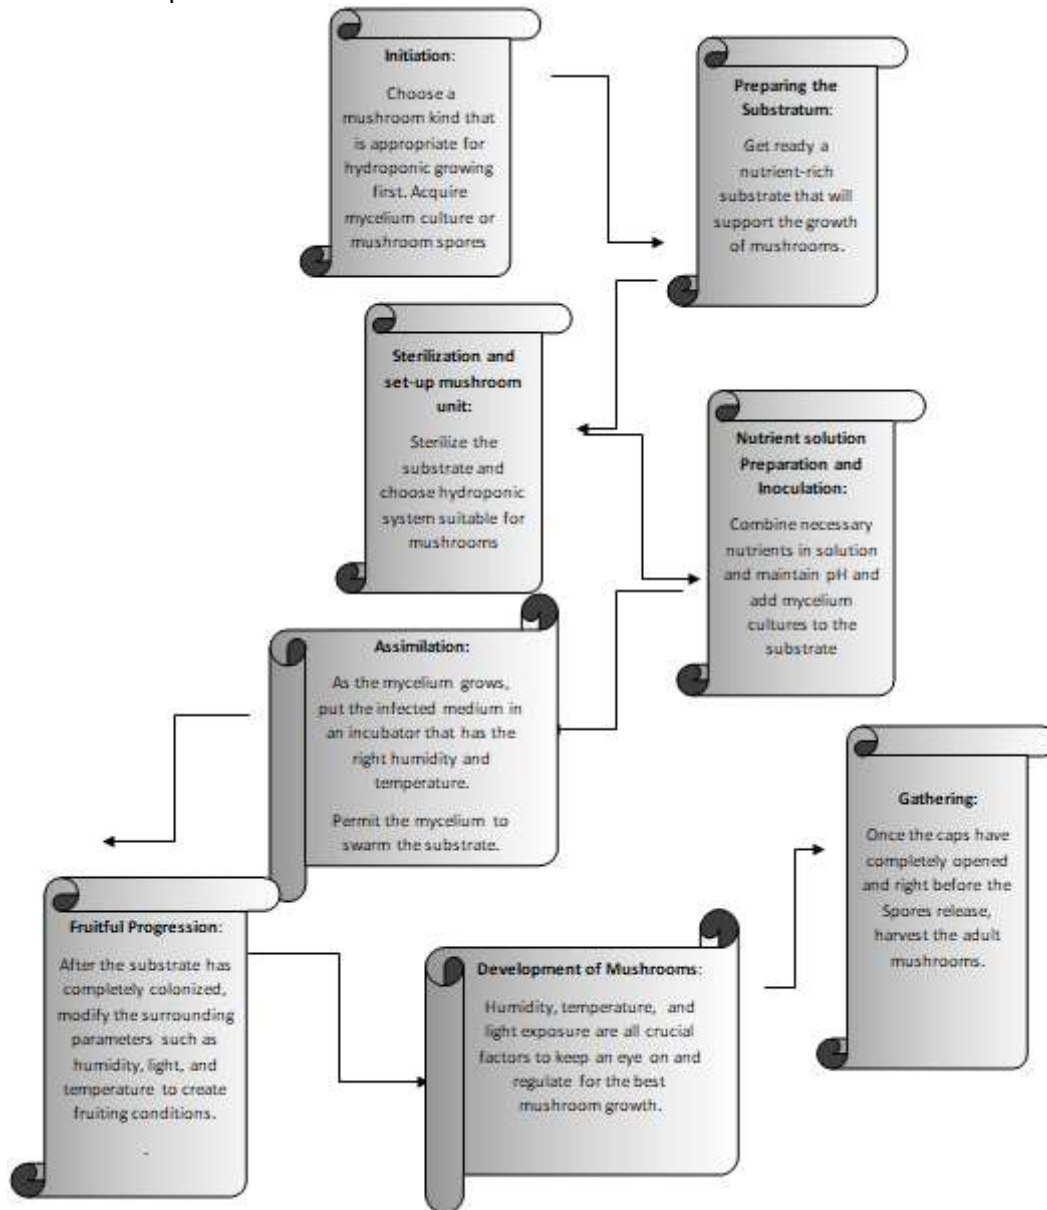 Initiation:
Choose a
mushroom kind that
is appropriate for
hydroponic growing
first. Acquire
mycelium culture or
mushroom spores
Preparing the
Substratum:
Get ready a
nutrient-rich
substrate that will
support the growth
of mushrooms.
Sterilization and
set-up mushroom
unit:
Sterilize the
substrate and
choose hydroponic
system suitable for
mushrooms
Nutrient solution
Preparation and
Inoculation:
Combine necessary
nutrients in solution
and maintain pH and
add mycelium
cultures to the
substrate
Assimilation:
As the mycelium grows,
put the infected medium in
an incubator that has the
right humidity and
temperature.
Permit the mycelium to
swarm the substrate.
Fruitful Progression:
After the substrate has
completely colonized,
modify the surrounding
parameters such as
humidity, light, and
temperature to create
fruiting conditions.
.
Development of Mushrooms:
Humidity, temperature, and
light exposure are all crucial
factors to keep an eye on and
regulate for the best
mushroom growth.
Gathering:
Once the caps have
completely opened
and right before the
Spores release,
harvest the adult
mushrooms.